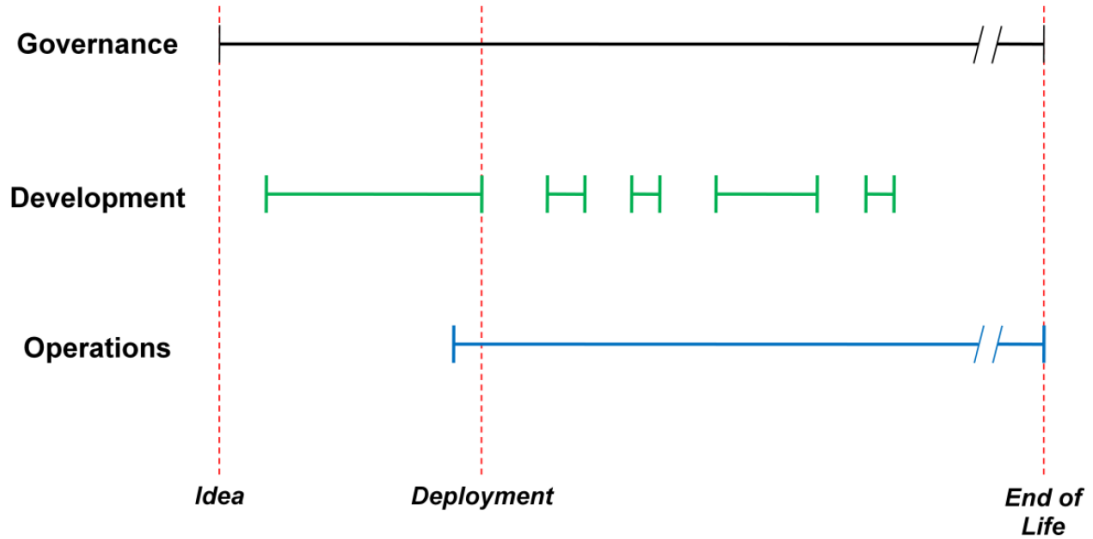 Governance
Development
Operations
Idea
Deployment
End of
Life